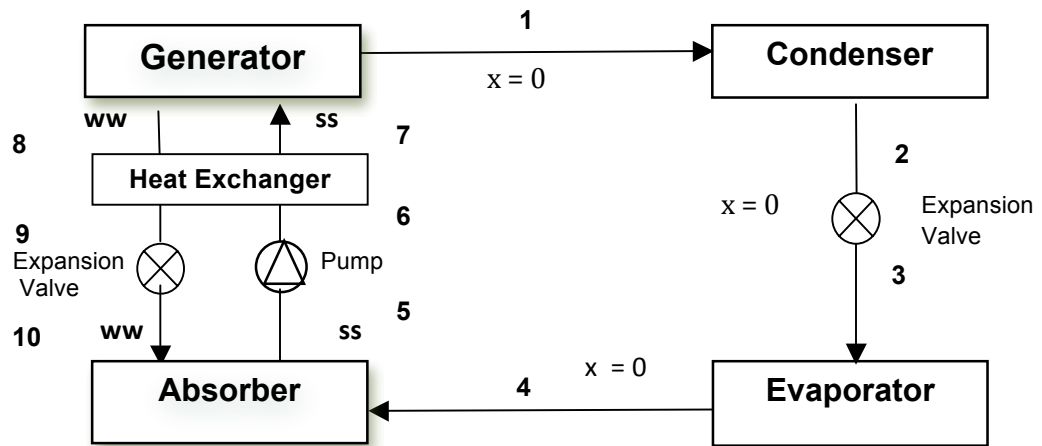 1
Generator
Condenser
x = 0
ww
ss
7
8
2
Heat Exchanger
6
x = 0
Expansion
Valve
9
Expansion
Valve
Pump
3
5
10
ww
ss
x = 0
4
Absorber
Evaporator